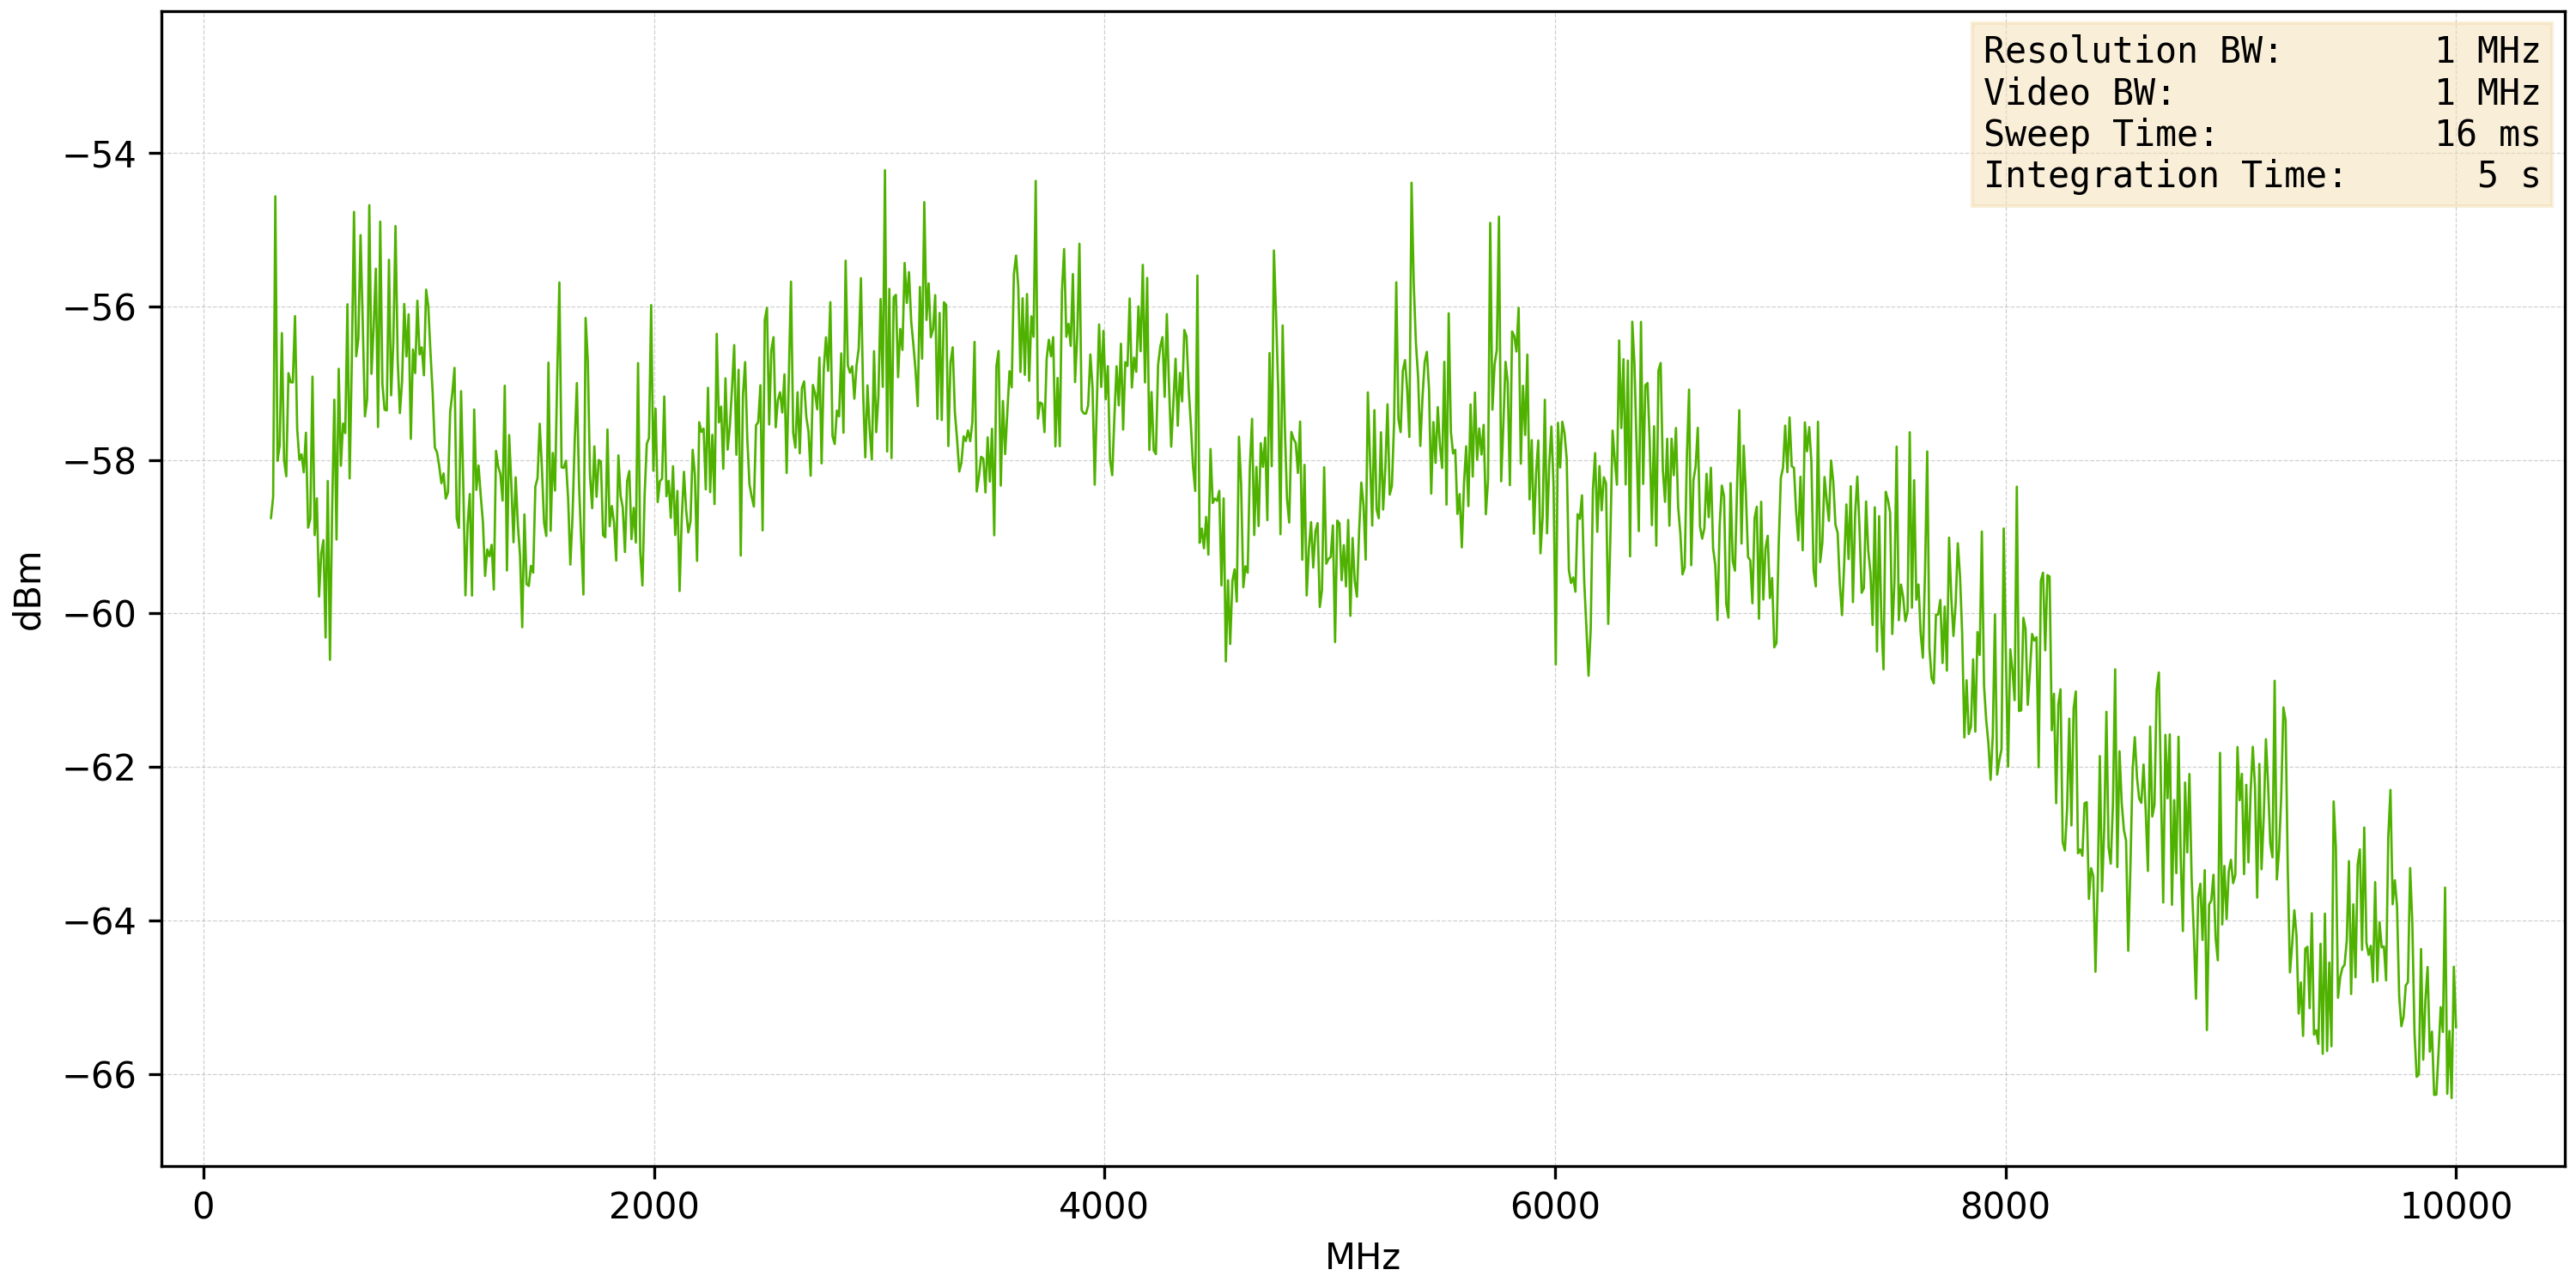 Resolution BW: 1 MHz
Video BW: 1 MHz
Sweep Time: 16 ms
Integration Time: 5 s
−54
−56
−58
−60
−62
−64
−66
dBm
0 2000 4000 6000 8000 10000
MHz